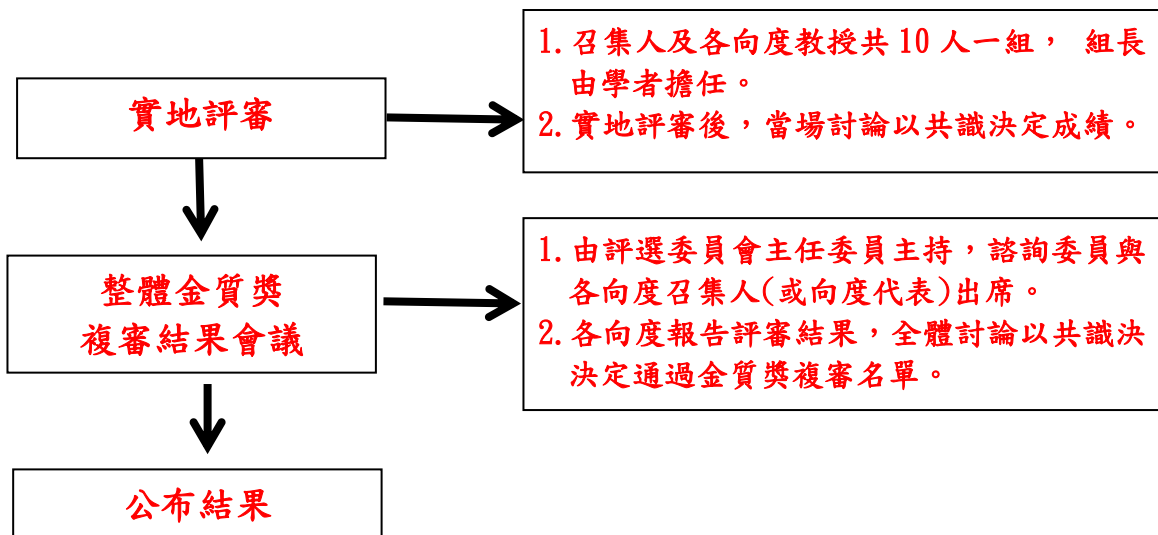 實地評審
1. 召集人及各向度教授共 10 人一組， 組長
由學者擔任。
2. 實地評審後，當場討論以共識決定成績。
整體金質獎
複審結果會議
1. 由評選委員會主任委員主持，諮詢委員與
各向度召集人(或向度代表)出席。
2. 各向度報告評審結果，全體討論以共識決
決定通過金質獎複審名單。
公布結果